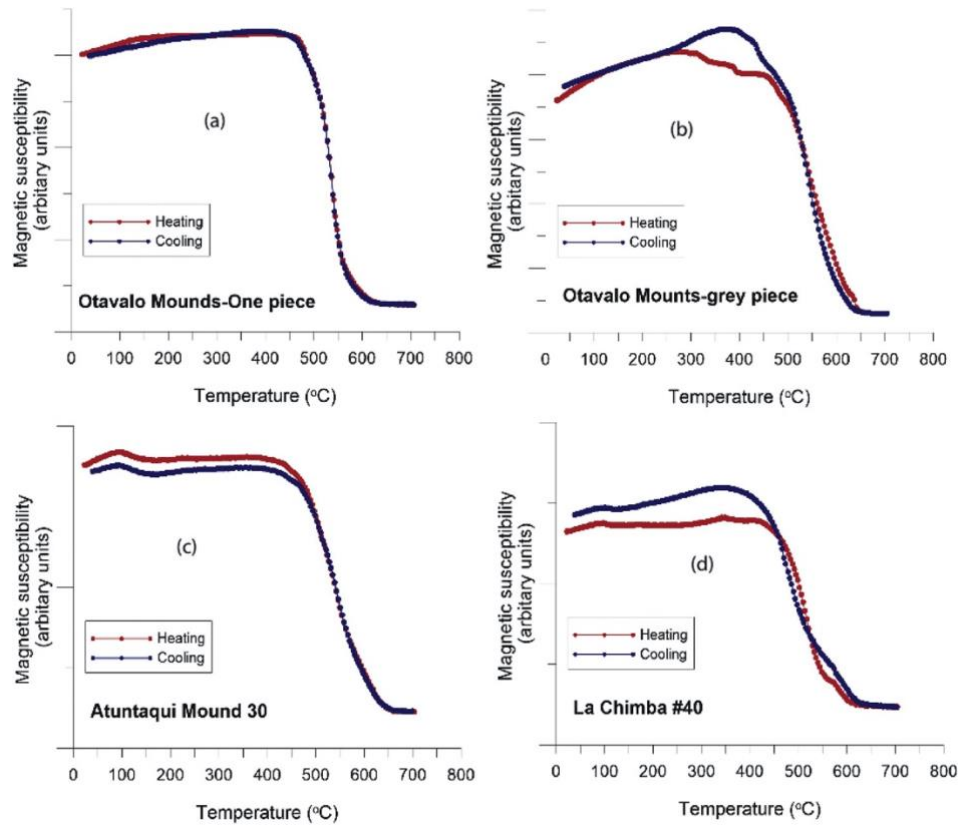 Magnetic susceptibility
(arbitary units)
(a)
Heating
Cooling
Otavalo Mounds-One piece
0 100 200 300 400 500 600 700 800
Temperature (ºC)
Magnetic susceptibility
(arbitary units)
(b)
Heating
Cooling
Otavalo Mounts-grey piece
0 100 200 300 400 500 600 700 800
Temperature (ºC)
Magnetic susceptibility
(arbitary units)
(c)
Heating
Cooling
Atuntaqui Mound 30
0 100 200 300 400 500 600 700 800
Temperature (ºC)
Magnetic susceptibility
(arbitary units)
(d)
Heating
Cooling
La Chimba #40
0 100 200 300 400 500 600 700 800
Temperature (ºC)